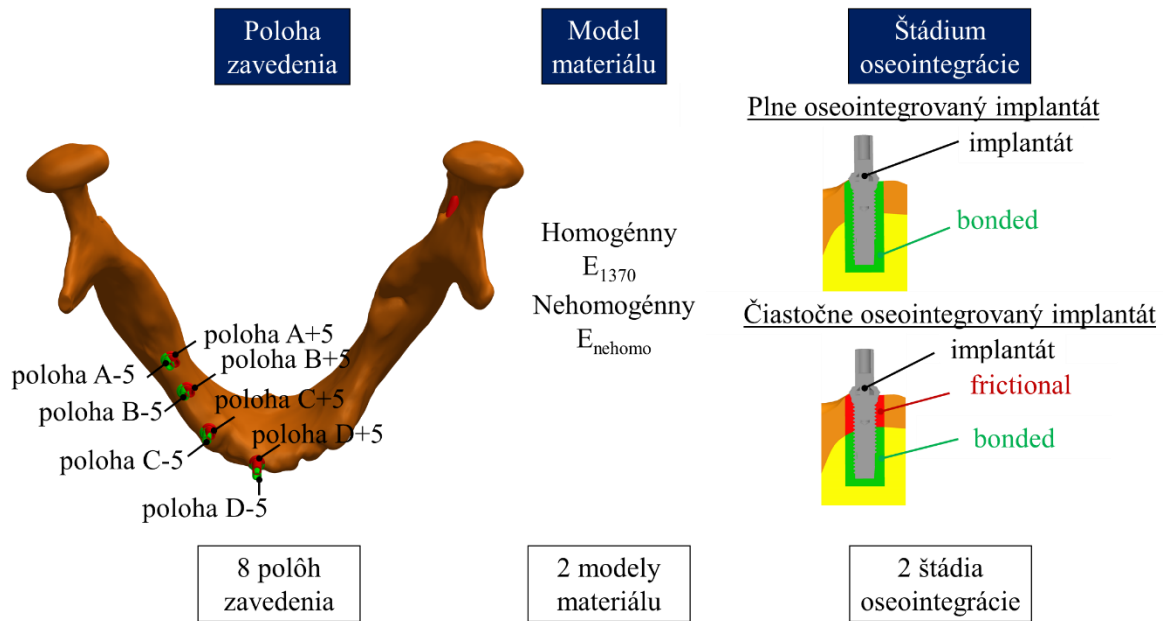 Poloha
zavedenia
Model
materiálu
Štádium
oseointegrácie
poloha A+5
poloha B+5
poloha A-5
poloha C+5
poloha B-5
poloha D+5
poloha C-5
poloha D-5
Homogénny
E1370
Nehomogénny
Enehomo
Plne oseointegrovaný implantát
implantát
bonded
Čiastočne oseointegrovaný implantát
implantát
frictional
bonded
8 polôh
zavedenia
2 modely
materiálu
2 štádia
oseointegrácie